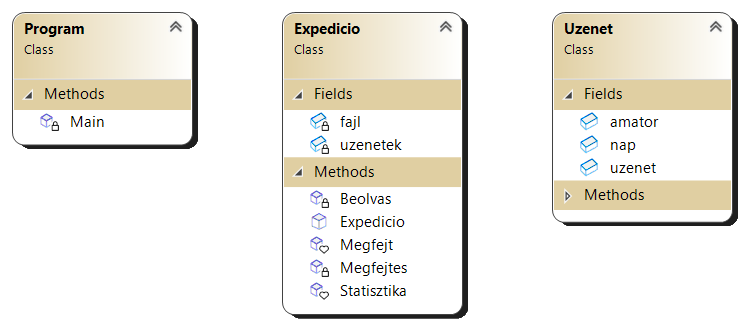 Program
Class
Methods
Main
Expedicio
Class
Fields
fajl
uzenetek
Methods
Beolvas
Expedicio
Megfejt
Megfejtes
Statisztika
Uzenet
Class
Fields
amator
nap
uzenet
Methods